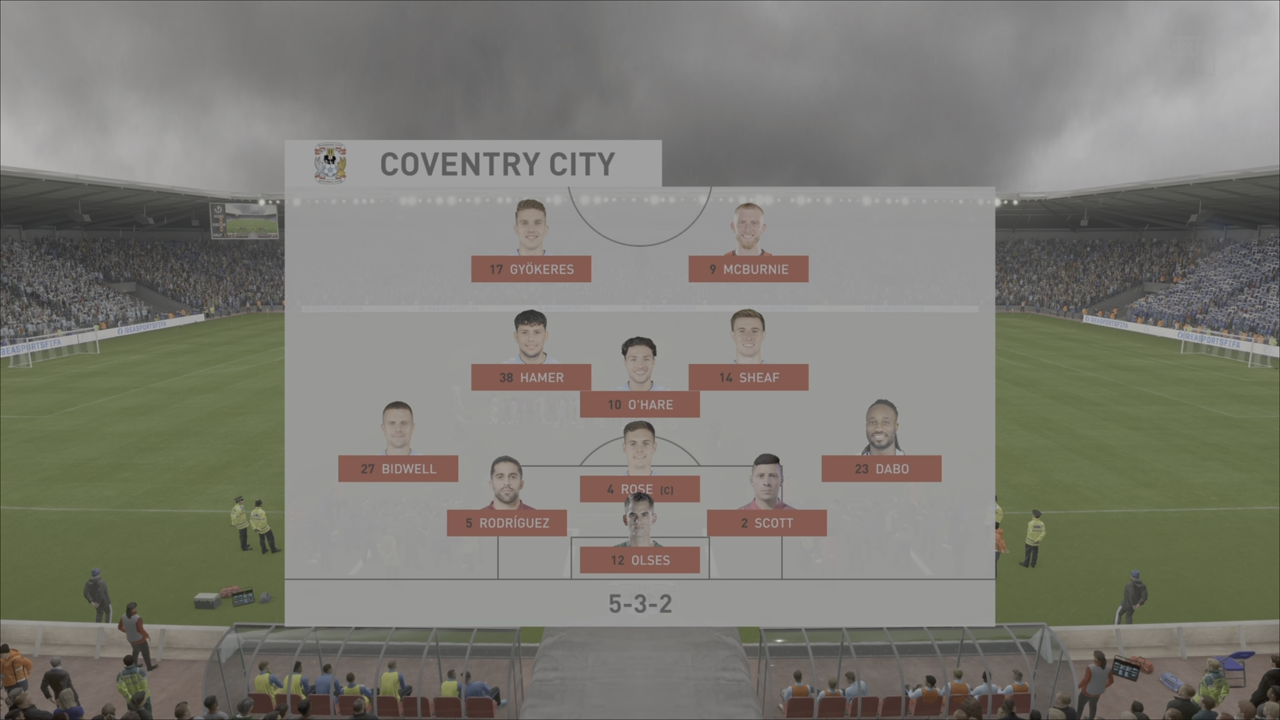 COVENTRY CITY
17 GYÖKERES
9 MCBURNIE
38 HAMER
14 SHEAF
10 O'HARE
27 BIDWELL
23 DABO
4 ROSE (C)
5 RODRÍGUEZ
2 SCOTT
12 OLSES
5-3-2